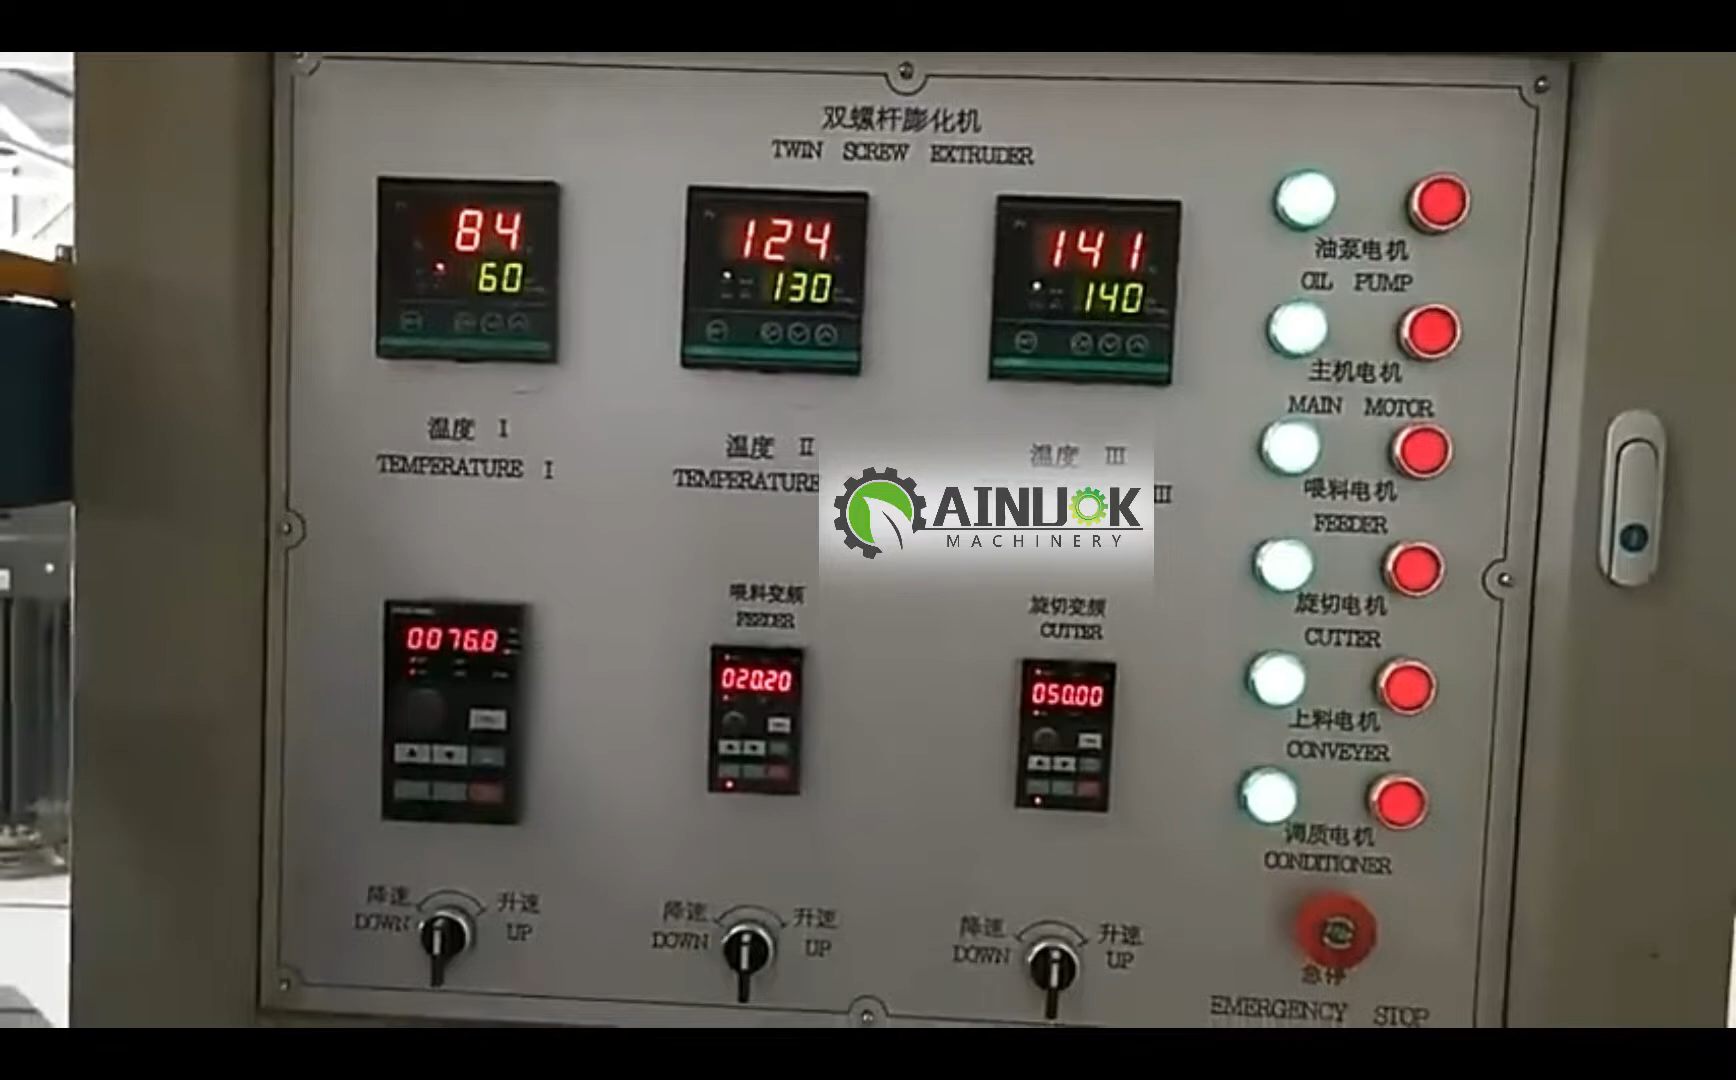 双螺杆膨化机
TWIN SCREW EXTRUDER
84
60
124
130
141
140
温度 I
TEMPERATURE I
温度 II
TEMPERATURE
温度 III
III
AINUOK
MACHINERY
0076.8
喂料变频
FEEDER
020.20
旋切变频
CUTTER
050.00
降速 升速
DOWN UP
降速 升速
DOWN UP
降速 升速
DOWN UP
油泵电机
OIL PUMP
主机电机
MAIN MOTOR
喂料电机
FEEDER
旋切电机
CUTTER
上料电机
CONVEYER
调质电机
CONDITIONER
急停
EMERGENCY STOP